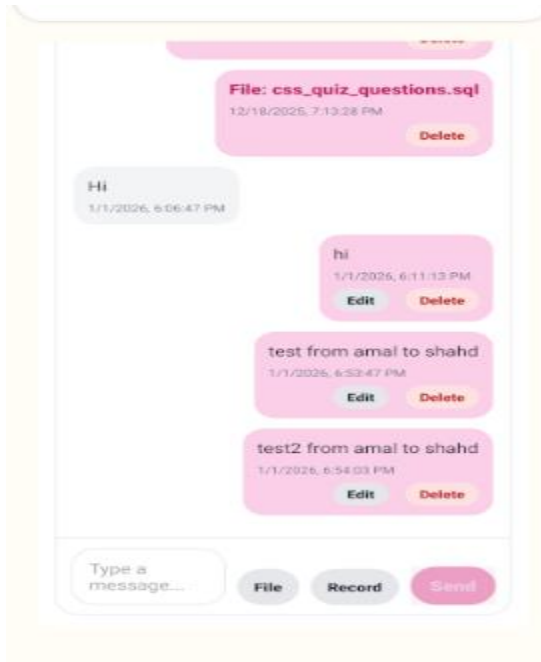 Delete
File: css_quiz_questions.sql
12/18/2025, 7:13:28 PM
Delete
Hi
1/1/2026, 6:06:47 PM
hi
1/1/2026, 6:11:13 PM
Edit Delete
test from amal to shahd
1/1/2026, 6:53:47 PM
Edit Delete
test2 from amal to shahd
1/1/2026, 6:54:03 PM
Edit Delete
Type a
message...
File Record Send